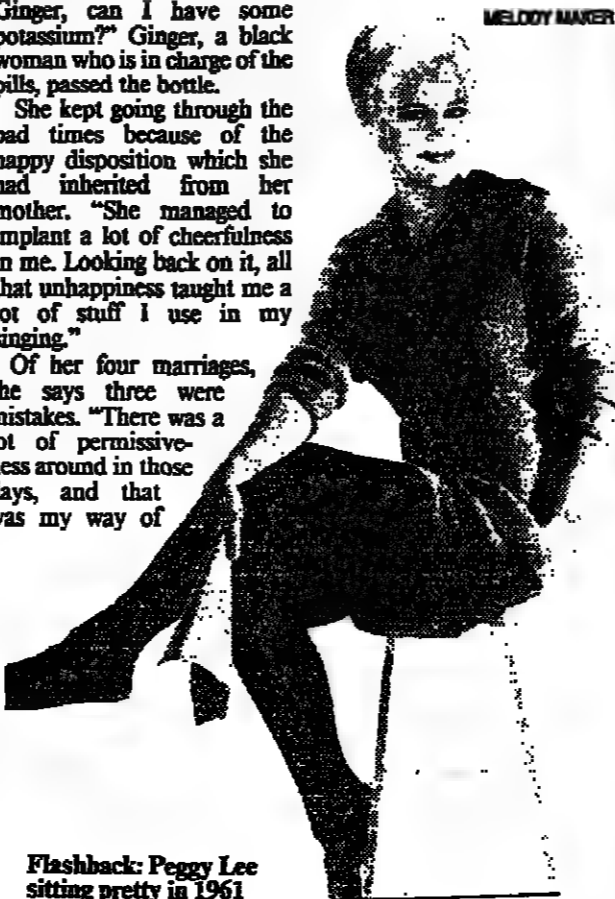 MELODY MAKER
Ginger, can I have some
potassium?" Ginger, a black
woman who is in charge of the
pills, passed the bottle.
She kept going through the
bad times because of the
happy disposition which she
had inherited from her
mother. "She managed to
implant a lot of cheerfulness
in me. Looking back on it, all
that unhappiness taught me a
lot of stuff I use in my
singing."
Of her four marriages,
she says three were
mistakes. "There was a
lot of permissive-
ness around in those
days, and that
was my way of
Flashback: Peggy Lee
sitting pretty in 1961